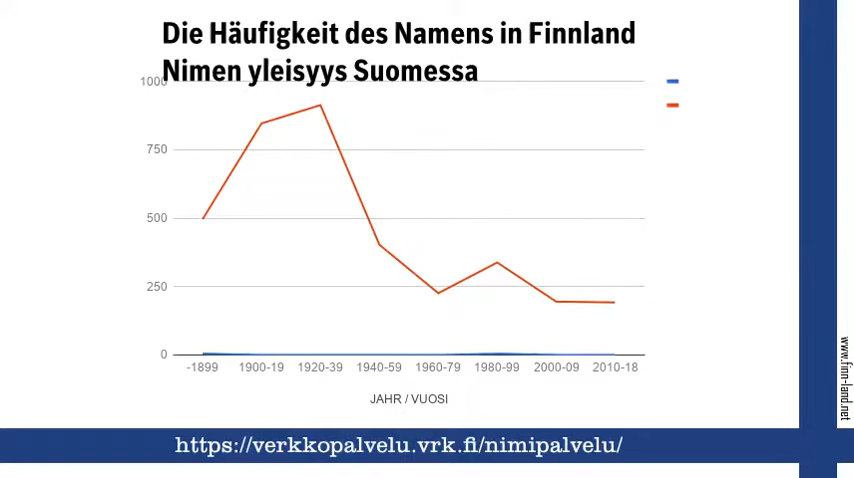 Die Häufigkeit des Namens in Finnland
Nimen yleisyys Suomessa
1000
750
500
250
0
-1899 1900-19 1920-39 1940-59 1960-79 1980-99 2000-09 2010-18
JAHR / VUOSI
https://verkkopalvelu.vrk.fi/nimipalvelu/
www.finn-land.net